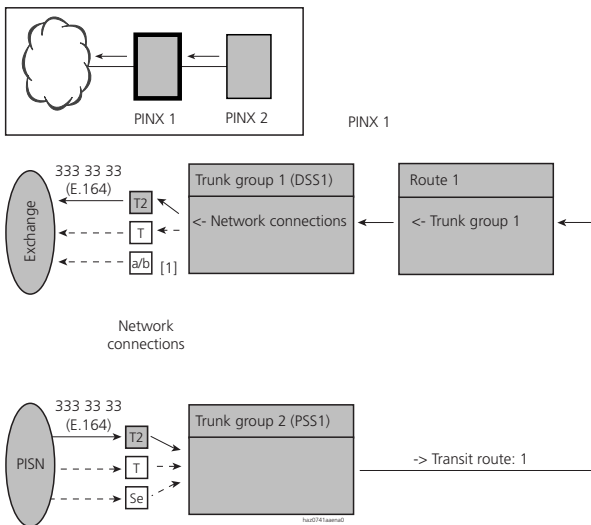 PINX 1
PINX 2
PINX 1
333 33 33
(E.164)
Exchange
T2
T
a/b
[1]
Trunk group 1 (DSS1)
<- Network connections
Route 1
<- Trunk group 1
Network
connections
333 33 33
(E.164)
PISN
T2
T
Se
Trunk group 2 (PSS1)
-> Transit route: 1
haz0741aaena0